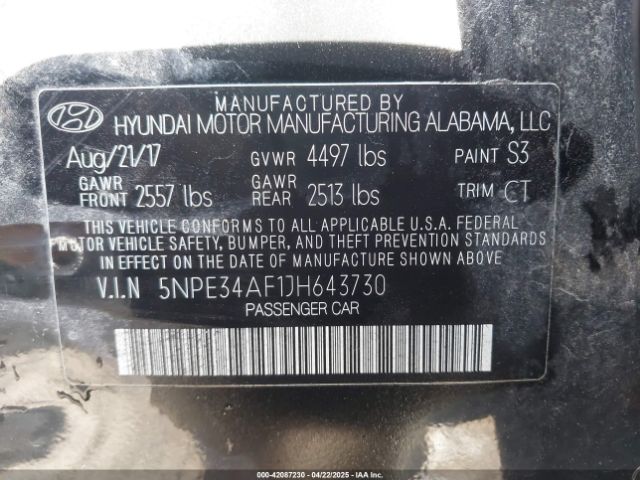 MANUFACTURED BY
HYUNDAI MOTOR MANUFACTURING ALABAMA, LLC
Aug/21/17 GVWR 4497 lbs PAINT S3
GAWR FRONT 2557 lbs GAWR REAR 2513 lbs TRIM CT
THIS VEHICLE CONFORMS TO ALL APPLICABLE U.S.A. FEDERAL
MOTOR VEHICLE SAFETY, BUMPER, AND THEFT PREVENTION STANDARDS
IN EFFECT ON THE DATE OF MANUFACTURE SHOWN ABOVE.
V.I.N 5NPE34AF1JH643730
PASSENGER CAR
000-42087230 - 04/22/2025 - IAAI.COM